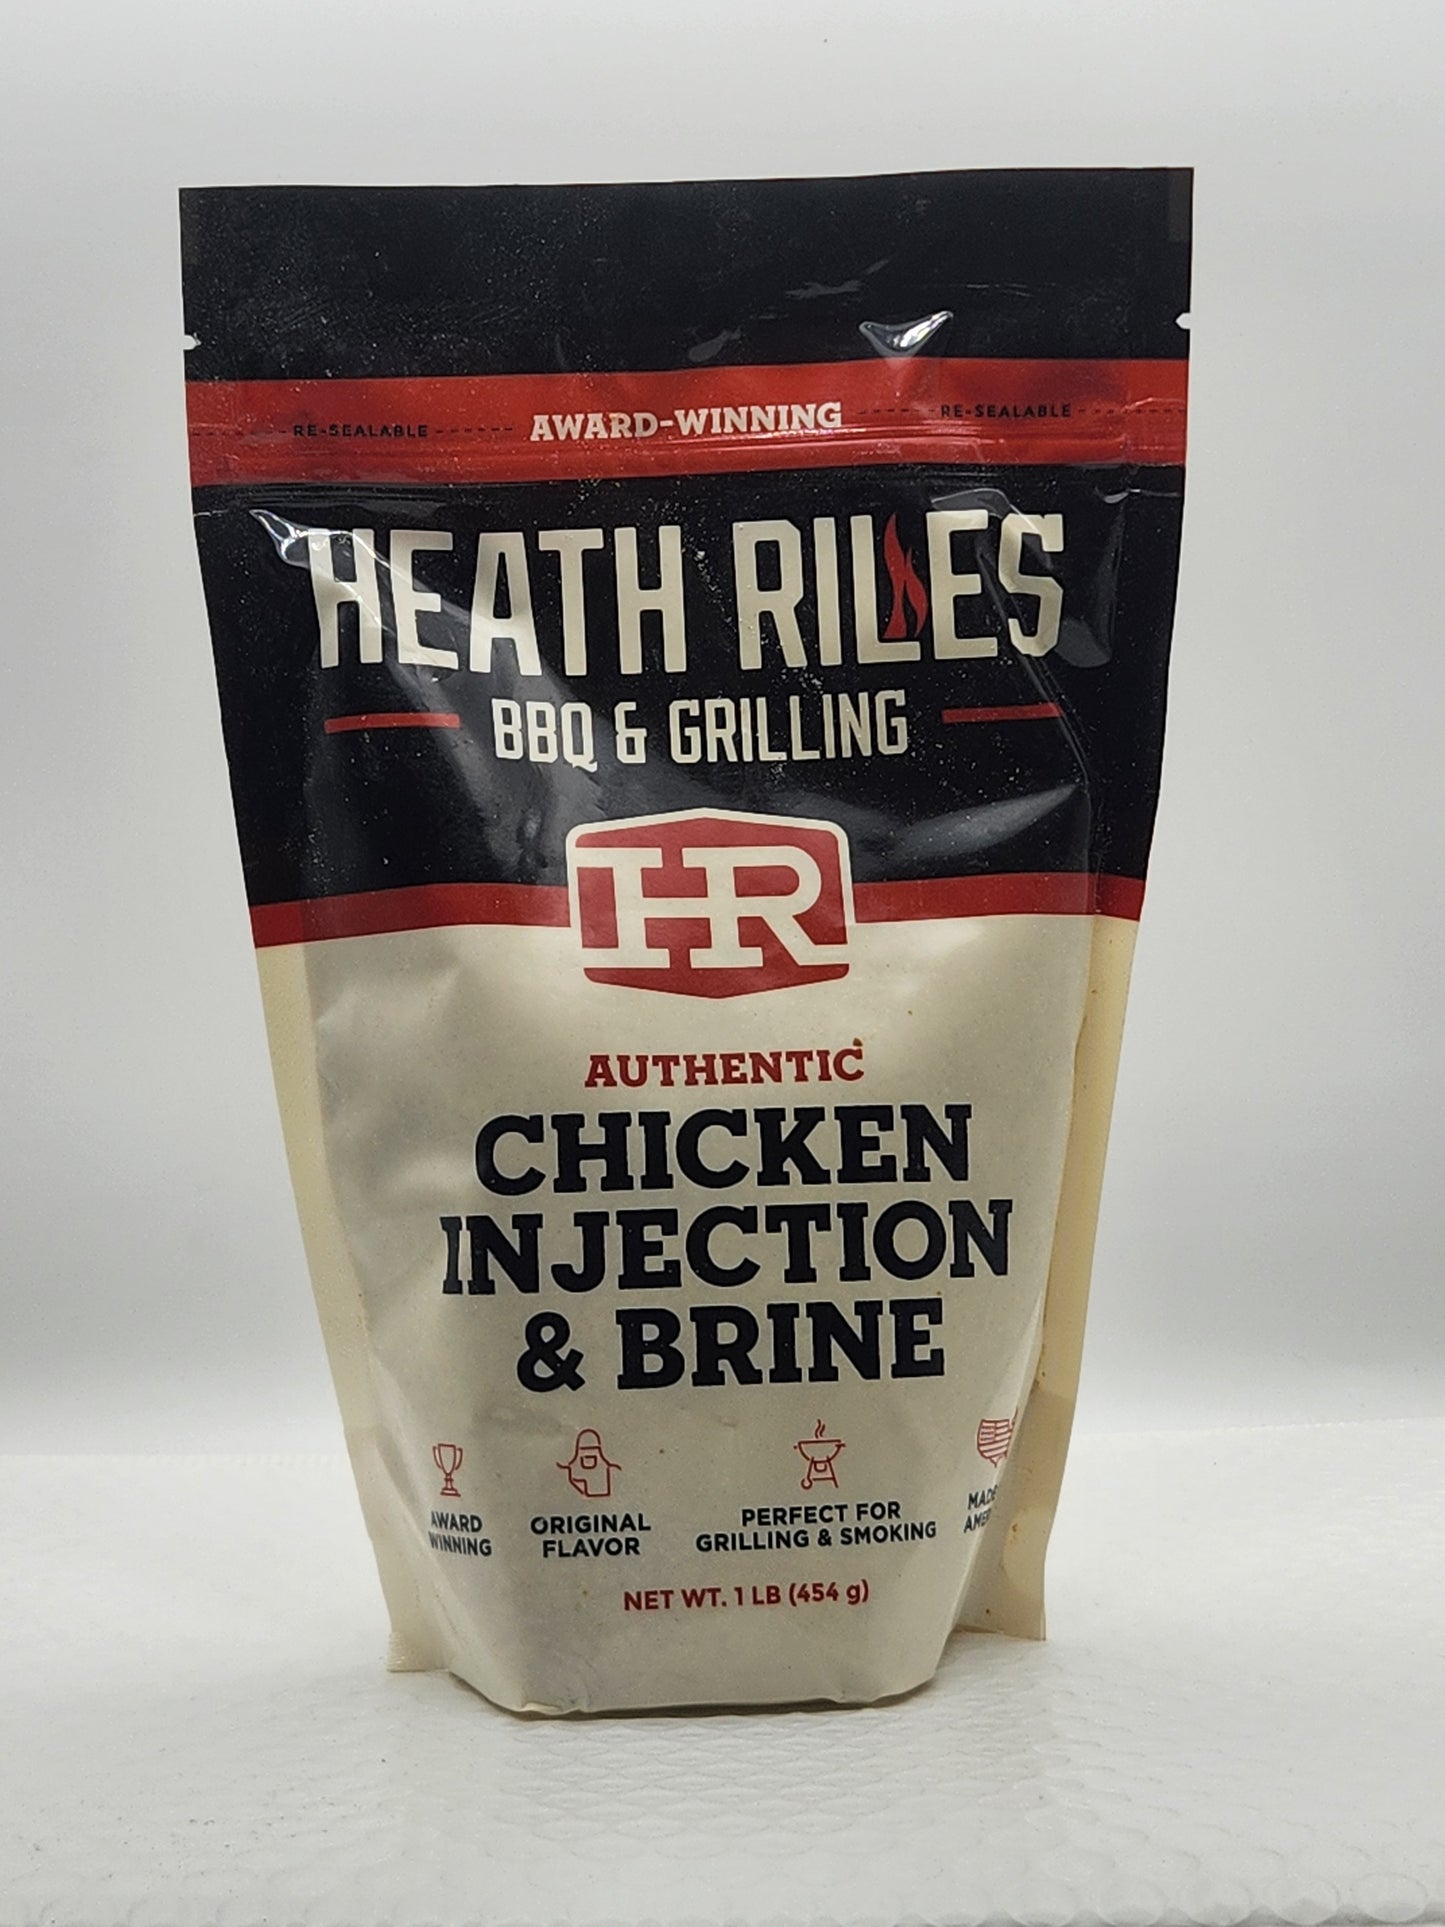 RE-SEALABLE AWARD-WINNING RE-SEALABLE
HEATH RILES
BBQ & GRILLING
HR
AUTHENTIC
CHICKEN
INJECTION
& BRINE
AWARD
WINNING
ORIGINAL
FLAVOR
PERFECT FOR
GRILLING & SMOKING
NET WT. 1 LB (454 g)